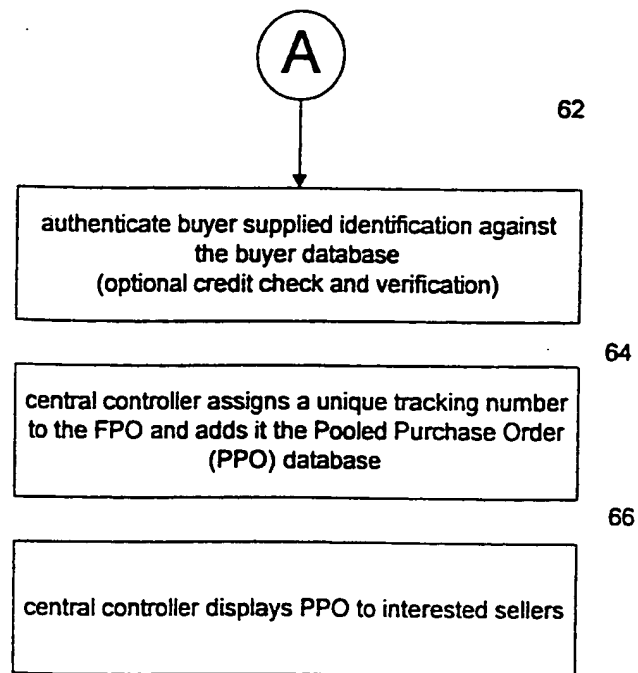 A
62
authenticate buyer supplied identification against
the buyer database
(optional credit check and verification)
64
central controller assigns a unique tracking number
to the FPO and adds it the Pooled Purchase Order
(PPO) database
66
central controller displays PPO to interested sellers